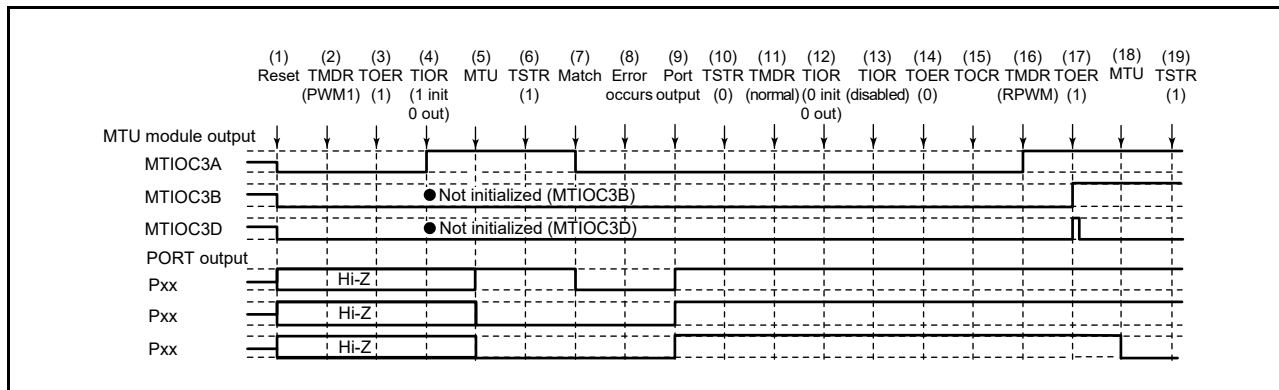 (1) (2) (3) (4) (5) (6) (7) (8) (9) (10) (11) (12) (13) (14) (15) (16) (17) (18) (19)
Reset TMDR TOER TIOR MTU TSTR Match Error Port TSTR TMDR TIOR TIOR TOER TOCR TMDR TOER MTU TSTR
(PWM1) (1) (1 init (1) occurs output (0) (normal) (0 init (disabled) (0) (RPWM) (1) (1)
0 out) 0 out)
MTU module output
MTIOC3A
MTIOC3B ● Not initialized (MTIOC3B)
MTIOC3D ● Not initialized (MTIOC3D)
PORT output
Pxx Hi-Z
Pxx Hi-Z
Pxx Hi-Z